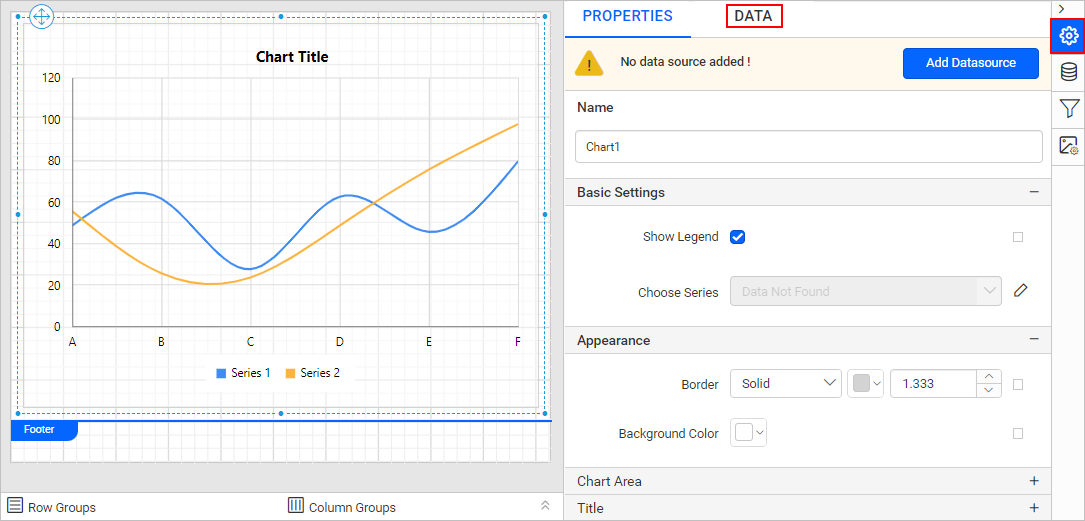 PROPERTIES
DATA
No data source added !
Add Datasource
Name
Chart1
Basic Settings
Show Legend
Choose Series
Data Not Found
Appearance
Border
Solid
1.333
Background Color
Chart Area
Title
Chart Title
120
100
80
60
40
20
0
A B C D E F
Series 1 Series 2
Footer
Row Groups
Column Groups